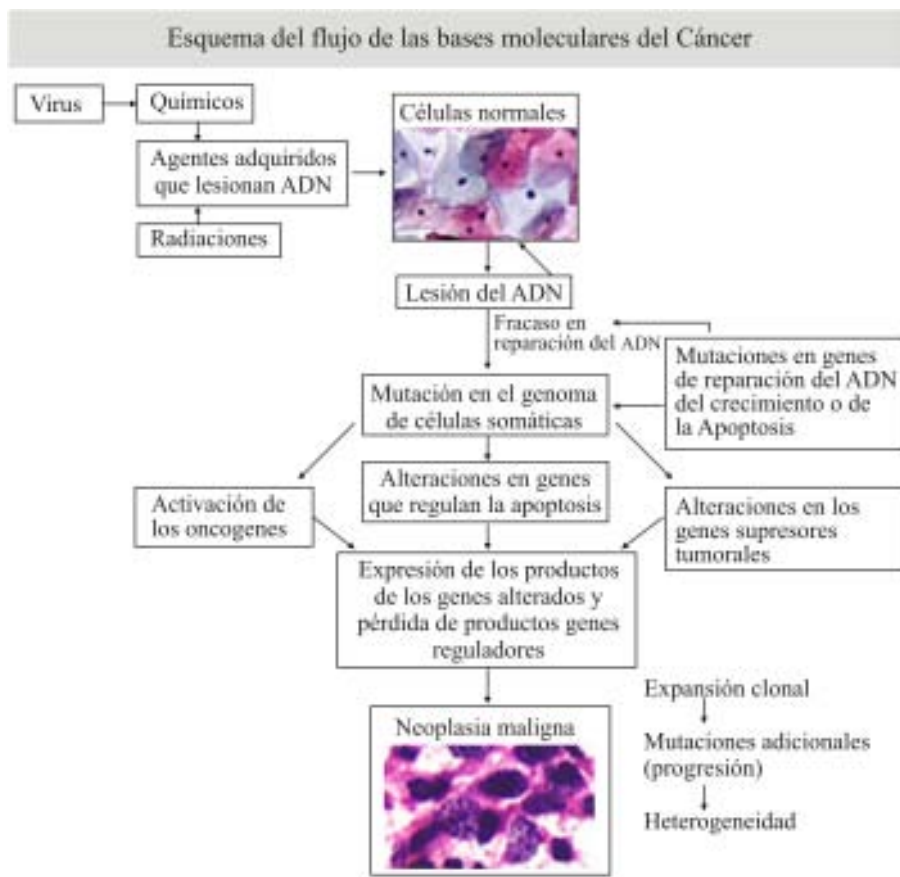 Esquema del flujo de las bases moleculares del Cáncer
Virus
Químicos
Células normales
Agentes adquiridos
que lesionan ADN
Radiaciones
Lesión del ADN
Fracaso en
reparación del ADN
Mutaciones en genes
de reparación del ADN
del crecimiento o de
la Apoptosis
Mutación en el genoma
de células somáticas
Activación de
los oncogenes
Alteraciones en genes
que regulan la apoptosis
Alteraciones en los
genes supresores
tumorales
Expresión de los productos
de los genes alterados y
pérdida de productos genes
reguladores
Neoplasia maligna
Expansión clonal
Mutaciones adicionales
(progresión)
Heterogeneidad